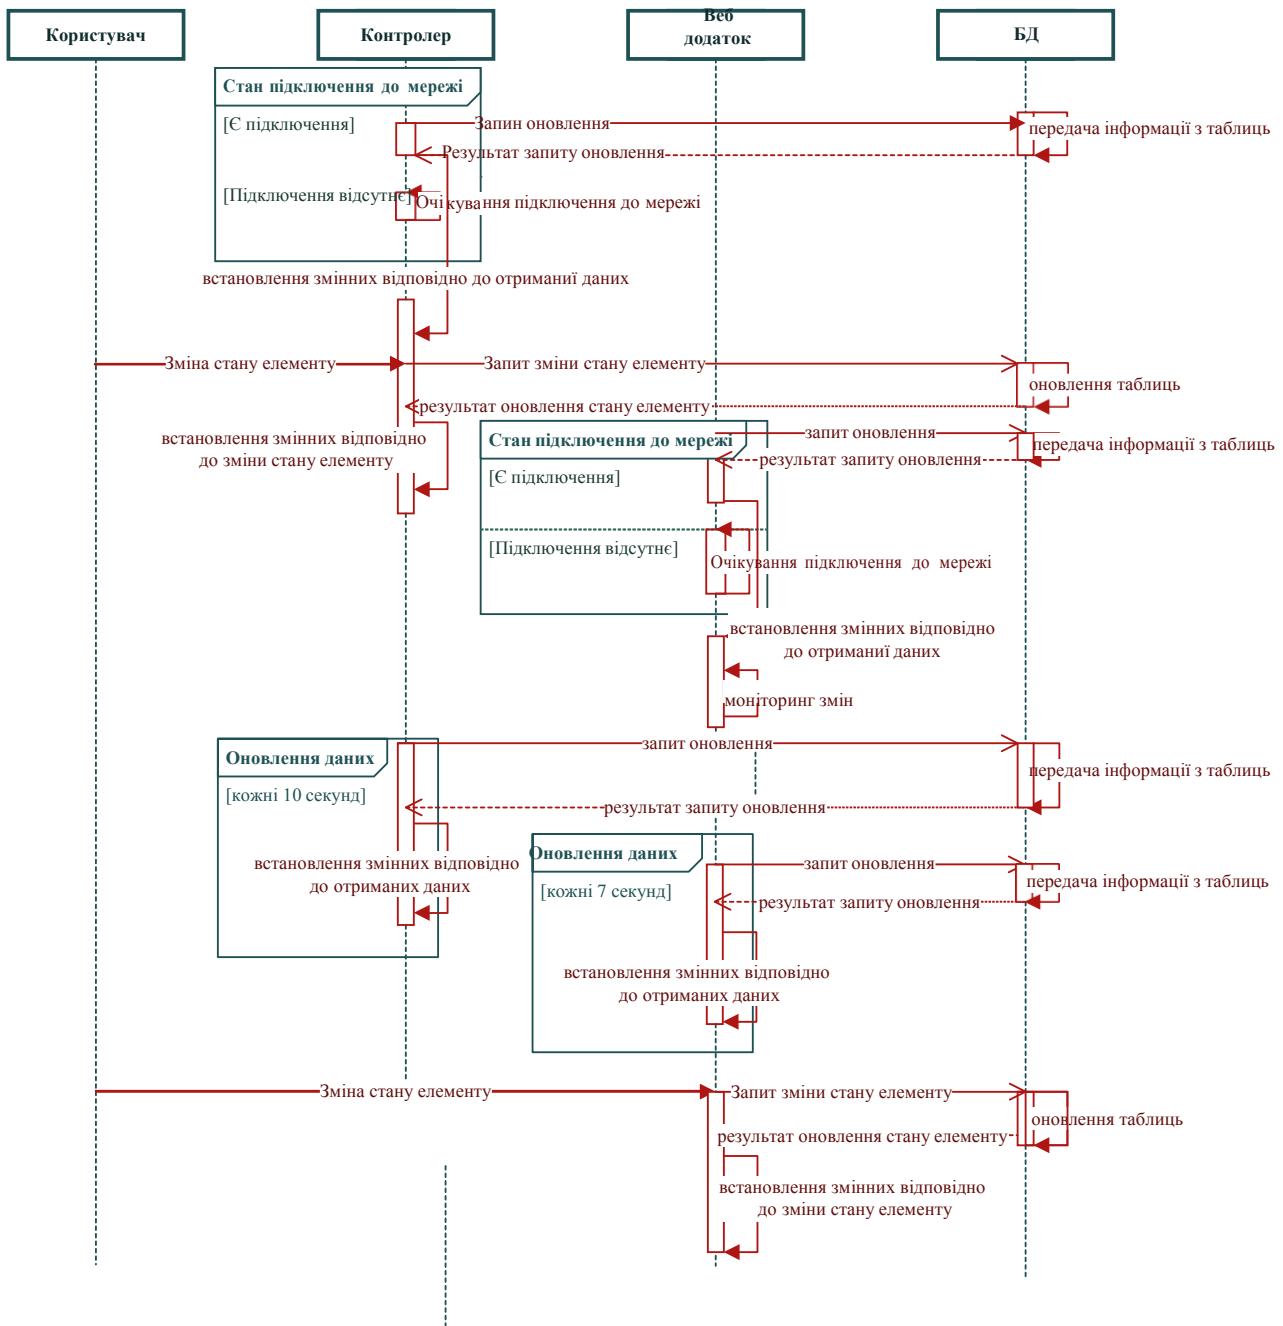 Користувач
Контролер
Веб
додаток
БД
Стан підключення до мережі
[Є підключення]
Запин оновлення
передача інформації з таблиць
Результат запиту оновлення
[Підключення відсутнє]
Очікування підключення до мережі
встановлення змінних відповідно до отриманиї даних
Зміна стану елементу
Запит зміни стану елементу
оновлення таблиць
результат оновлення стану елементу
встановлення змінних відповідно
до зміни стану елементу
Стан підключення до мережі
запит оновлення
передача інформації з таблиць
результат запиту оновлення
[Є підключення]
[Підключення відсутнє]
Очікування підключення до мережі
встановлення змінних відповідно
до отриманиї даних
моніторинг змін
Оновлення даних
запит оновлення
передача інформації з таблиць
[кожні 10 секунд]
результат запиту оновлення
встановлення змінних відповідно
до отриманих даних
Оновлення даних
запит оновлення
передача інформації з таблиць
[кожні 7 секунд]
результат запиту оновлення
встановлення змінних відповідно
до отриманих даних
Зміна стану елементу
Запит зміни стану елементу
оновлення таблиць
результат оновлення стану елементу
встановлення змінних відповідно
до зміни стану елементу